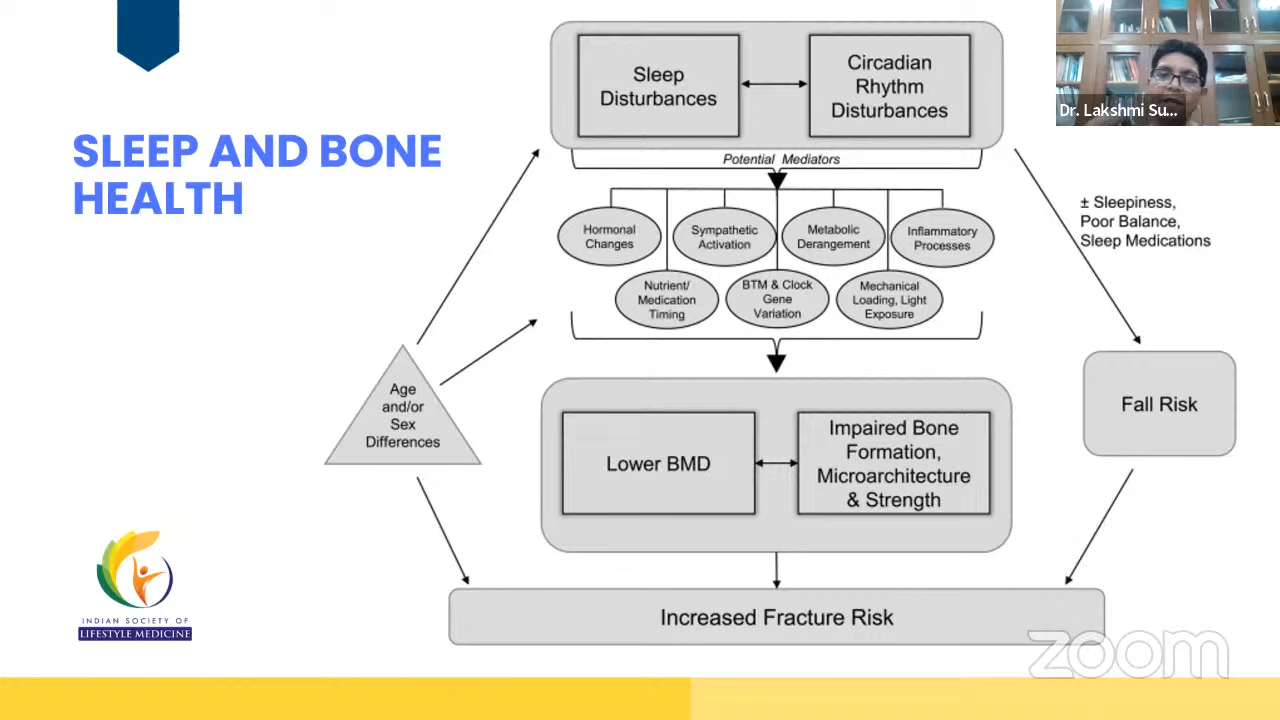 SLEEP AND BONE
HEALTH
Sleep
Disturbances
Circadian
Rhythm
Disturbances
Dr. Lakshmi Su...
Potential Mediators
Hormonal
Changes
Sympathetic
Activation
Metabolic
Derangement
Inflammatory
Processes
Nutrient/
Medication
Timing
BTM & Clock
Gene
Variation
Mechanical
Loading, Light
Exposure
± Sleepiness,
Poor Balance,
Sleep Medications
Age
and/or
Sex
Differences
Lower BMD
Impaired Bone
Formation,
Microarchitecture
& Strength
Fall Risk
Increased Fracture Risk
INDIAN SOCIETY OF
LIFESTYLE MEDICINE
zoom